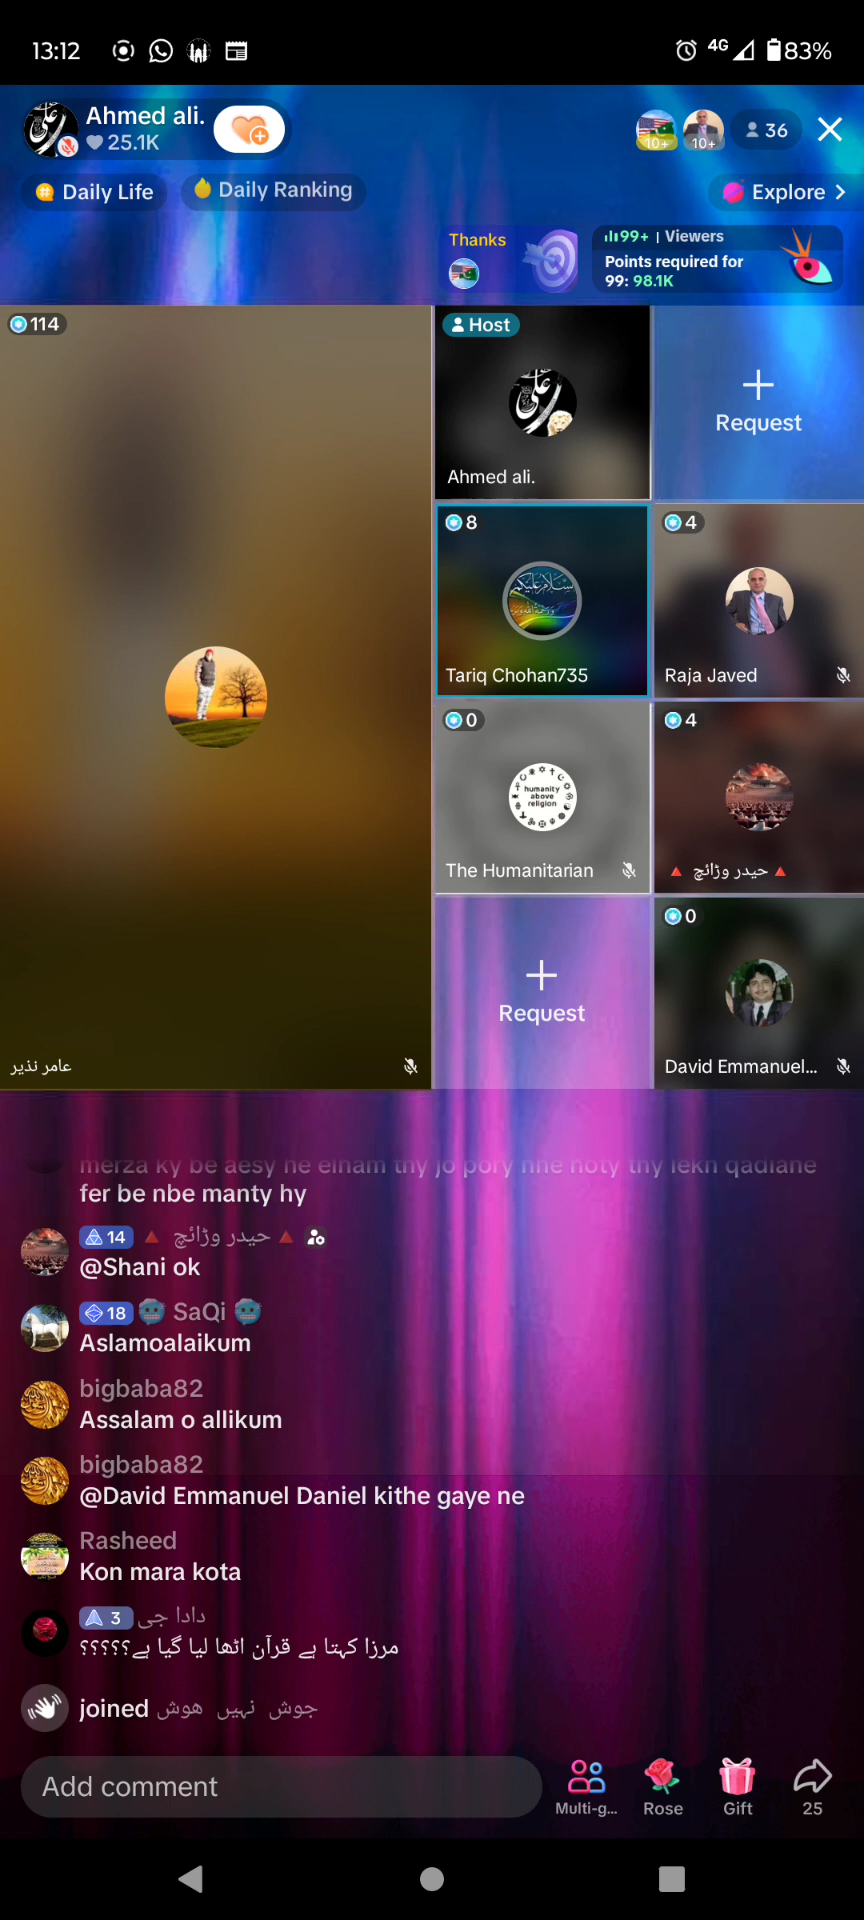 13:12
4G
83%
Ahmed ali.
25.1K
10+
10+
36
Daily Life
Daily Ranking
Explore
Thanks
99+ | Viewers
Points required for
99: 98.1K
114
Host
Ahmed ali.
Request
8
Tariq Chohan735
4
Raja Javed
0
humanity
above
religion
The Humanitarian
4
🔺 حیدر وڑائچ 🔺
عامر نذیر
Request
0
David Emmanuel...
merza ky be aesy he elham thy jo pory nhe hoty thy lekn qadiane
fer be nbe manty hy
14 🔺 حیدر وڑائچ 🔺
@Shani ok
18 🥶 SaQi 🥶
Aslamoalaikum
bigbaba82
Assalam o allikum
bigbaba82
@David Emmanuel Daniel kithe gaye ne
Rasheed
Kon mara kota
3 دادا جی
مرزا کہتا ہے قرآن اٹھا لیا گیا ہے؟؟؟؟؟
joined جوش نہیں ھوش
Add comment
Multi-g...
Rose
Gift
25